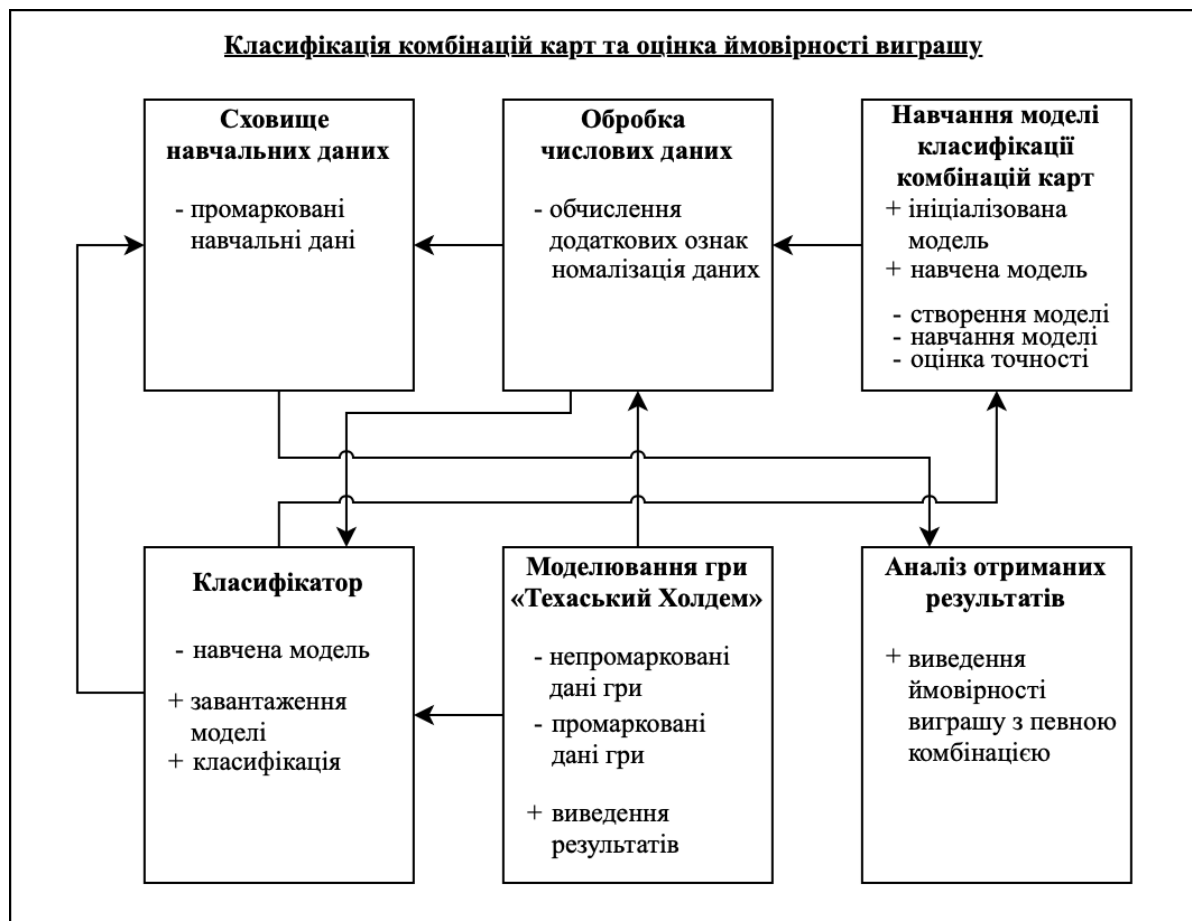 Класифікація комбінацій карт та оцінка ймовірності виграшу
Сховище
навчальних даних
- промарковані
навчальні дані
Обробка
числових даних
- обчислення
додаткових ознак
номалізація даних
Навчання моделі
класифікації
комбінацій карт
+ ініціалізована
модель
+ навчена модель
- створення моделі
- навчання моделі
- оцінка точності
Класифікатор
- навчена модель
+ завантаження
моделі
+ класифікація
Моделювання гри
«Техаський Холдем»
- непромарковані
дані гри
- промарковані
дані гри
+ виведення
результатів
Аналіз отриманих
результатів
+ виведення
ймовірності
виграшу з певною
комбінацією